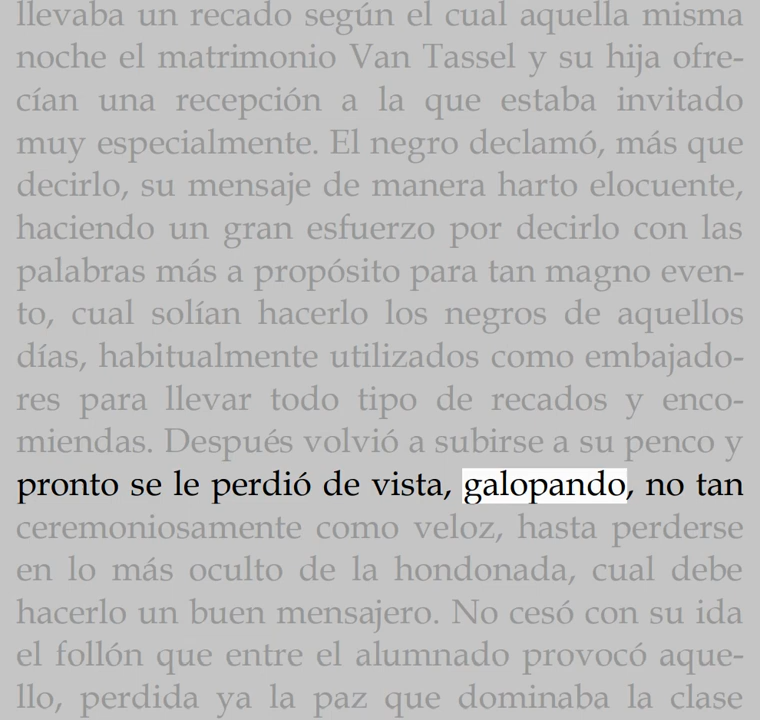 llevaba un recado según el cual aquella misma
noche el matrimonio Van Tassel y su hija ofre-
cían una recepción a la que estaba invitado
muy especialmente. El negro declamó, más que
decirlo, su mensaje de manera harto elocuente,
haciendo un gran esfuerzo por decirlo con las
palabras más a propósito para tan magno even-
to, cual solían hacerlo los negros de aquellos
días, habitualmente utilizados como embajado-
res para llevar todo tipo de recados y enco-
miendas. Después volvió a subirse a su penco y
pronto se le perdió de vista, galopando, no tan
ceremoniosamente como veloz, hasta perderse
en lo más oculto de la hondonada, cual debe
hacerlo un buen mensajero. No cesó con su ida
el follón que entre el alumnado provocó aque-
llo, perdida ya la paz que dominaba la clase